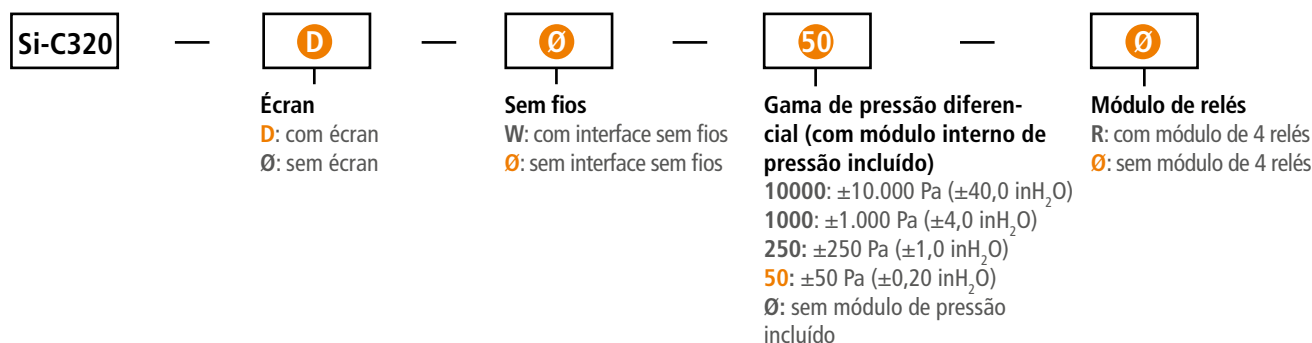 Si-C320 — D — Ø — 50 — Ø
Écran
D: com écran
Ø: sem écran
Sem fios
W: com interface sem fios
Ø: sem interface sem fios
Gama de pressão diferen-
cial (com módulo interno de
pressão incluído)
10000: ±10.000 Pa (±40,0 inH₂O)
1000: ±1.000 Pa (±4,0 inH₂O)
250: ±250 Pa (±1,0 inH₂O)
50: ±50 Pa (±0,20 inH₂O)
Ø: sem módulo de pressão
incluído
Módulo de relés
R: com módulo de 4 relés
Ø: sem módulo de 4 relés